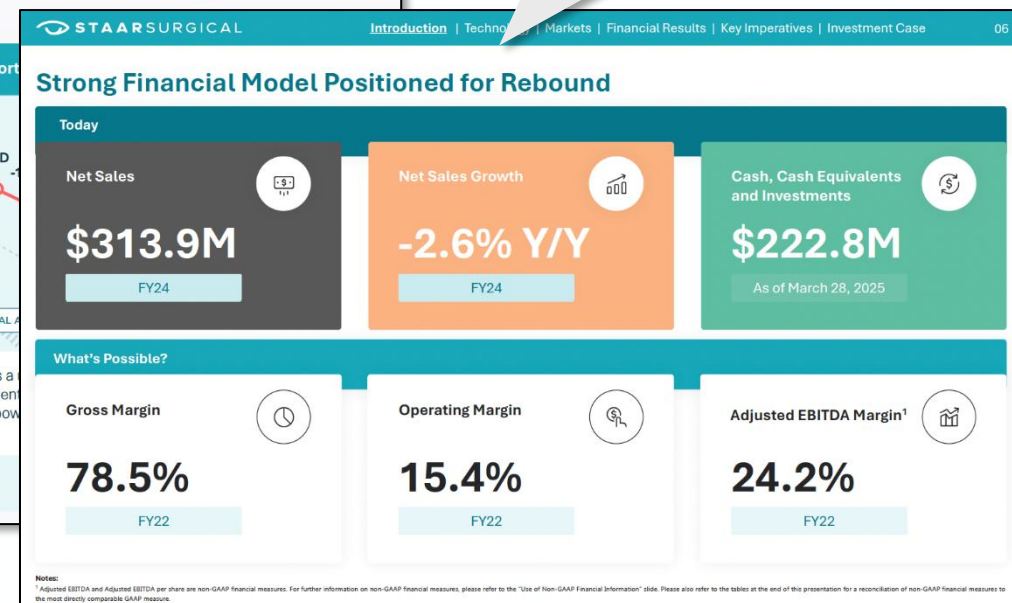 STAAR SURGICAL
Introduction | Technology | Markets | Financial Results | Key Imperatives | Investment Case
06
Strong Financial Model Positioned for Rebound
Today
Net Sales
$313.9M
FY24
Net Sales Growth
-2.6% Y/Y
FY24
Cash, Cash Equivalents
and Investments
$222.8M
As of March 28, 2025
What's Possible?
Gross Margin
78.5%
FY22
Operating Margin
15.4%
FY22
Adjusted EBITDA Margin¹
24.2%
FY22
Notes:
¹ Adjusted EBITDA and Adjusted EBITDA per share are non-GAAP financial measures. For further information on non-GAAP financial measures, please refer to the "Use of Non-GAAP Financial Information" slide. Please also refer to the tables at the end of this presentation for a reconciliation of non-GAAP financial measures to
the most directly comparable GAAP measure.